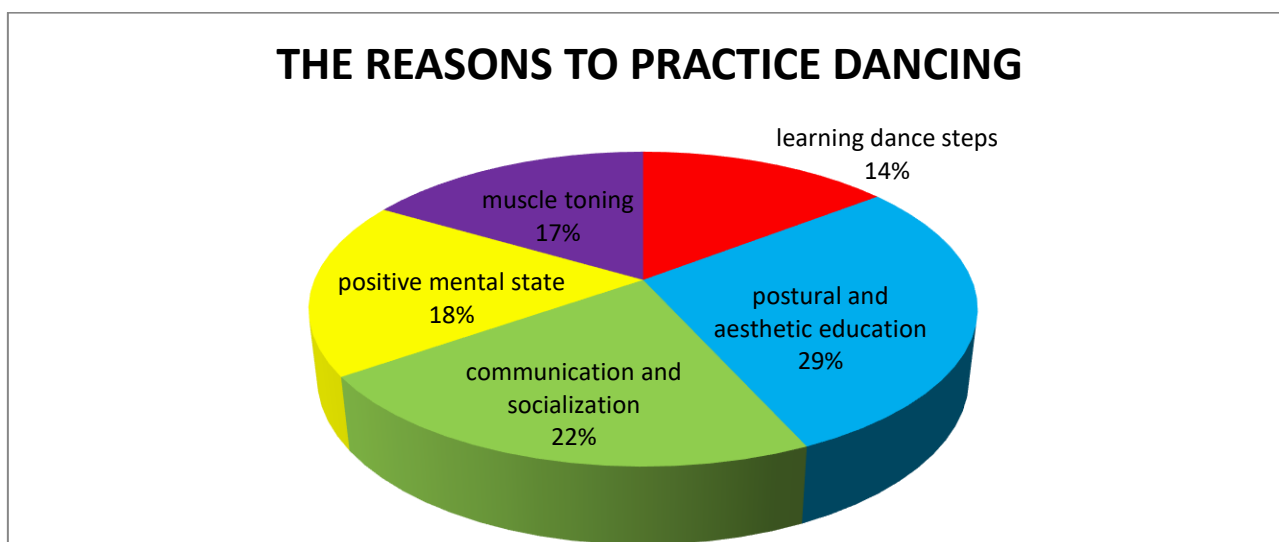 THE REASONS TO PRACTICE DANCING
learning dance steps
14%
muscle toning
17%
positive mental state
18%
postural and
aesthetic education
29%
communication and
socialization
22%